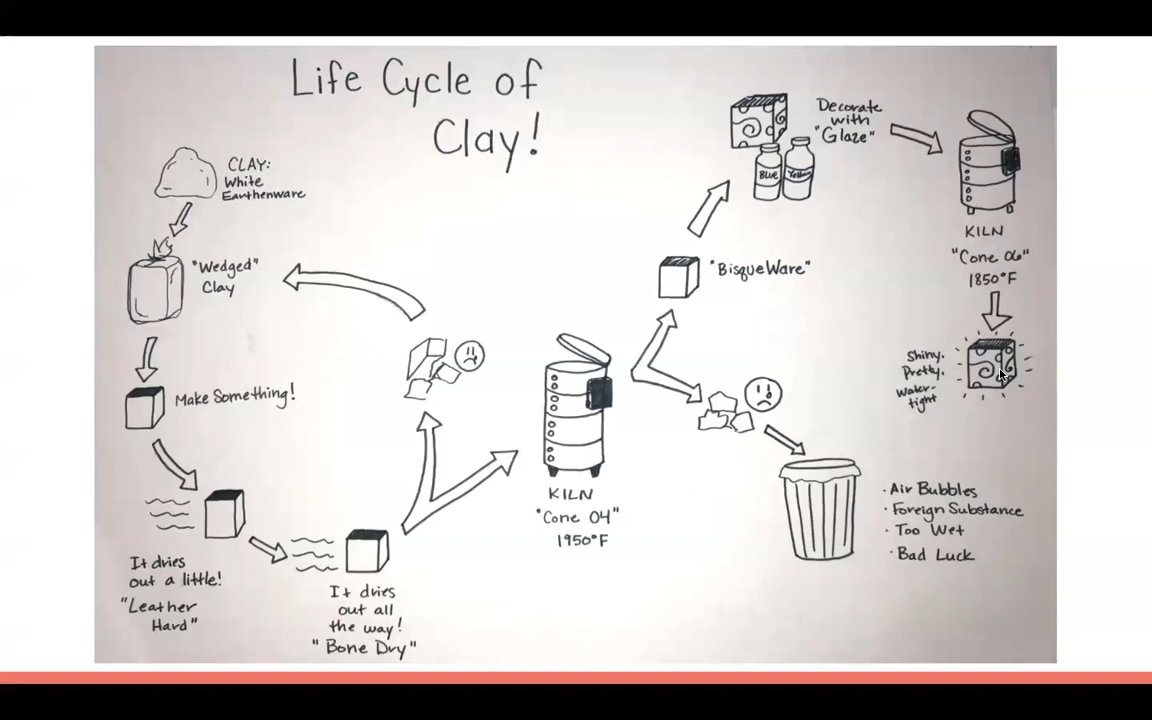 Life Cycle of
Clay!
CLAY:
White
Earthenware
"Wedged"
Clay
Make Something!
It dries
out a little!
"Leather
Hard"
It dries
out all
the way!
"Bone Dry"
KILN
"Cone 04"
1950°F
"BisqueWare"
Decorate
with
"Glaze"
BLUE
Yellow
KILN
"Cone 06"
1850°F
Shiny.
Pretty.
Water-
tight
· Air Bubbles
· Foreign Substance
· Too Wet
· Bad Luck